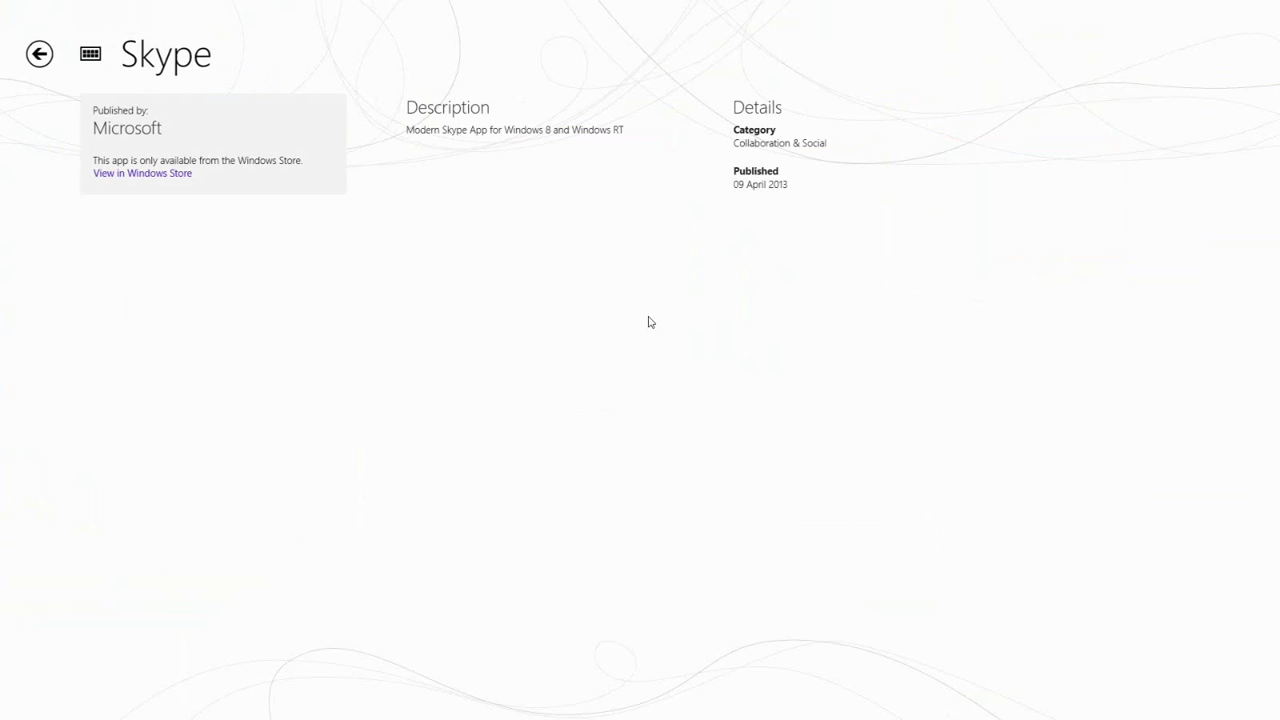 Skype
Published by:
Microsoft
This app is only available from the Windows Store.
View in Windows Store
Description
Modern Skype App for Windows 8 and Windows RT
Details
Category
Collaboration & Social
Published
09 April 2013